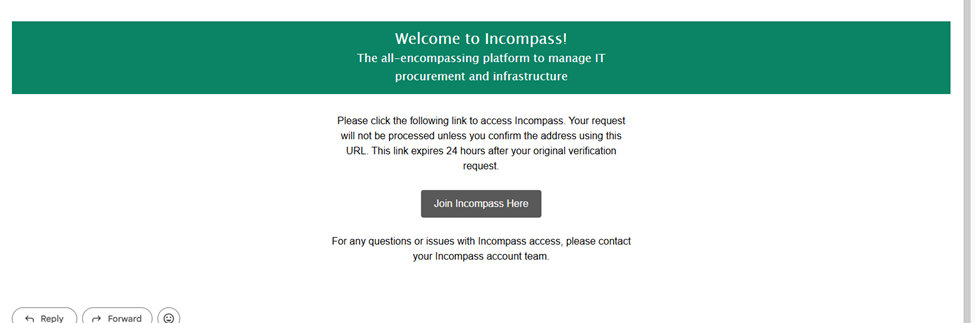 Welcome to Incompass!
The all-encompassing platform to manage IT
procurement and infrastructure
Please click the following link to access Incompass. Your request
will not be processed unless you confirm the address using this
URL. This link expires 24 hours after your original verification
request.
Join Incompass Here
For any questions or issues with Incompass access, please contact
your Incompass account team.
Reply Forward